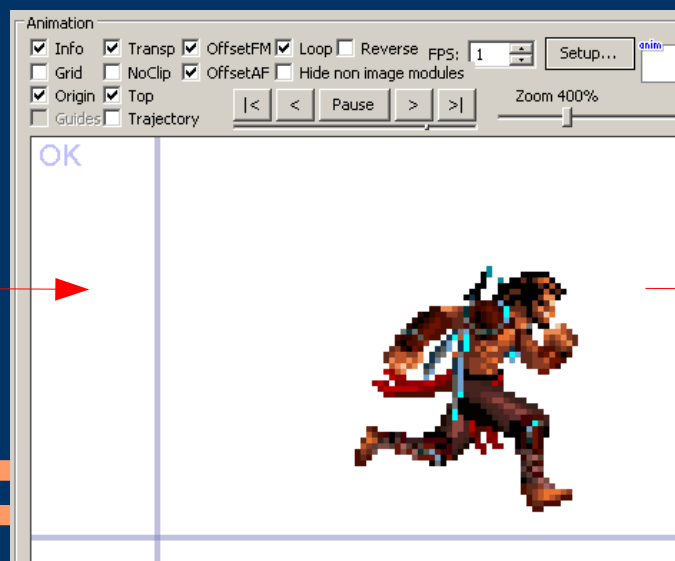 Animation
Info Transp OffsetFM Loop Reverse FPS: 1 Setup... anim
Grid NoClip OffsetAF Hide non image modules
Origin Top |< < Pause > >| Zoom 400%
Guides Trajectory
OK